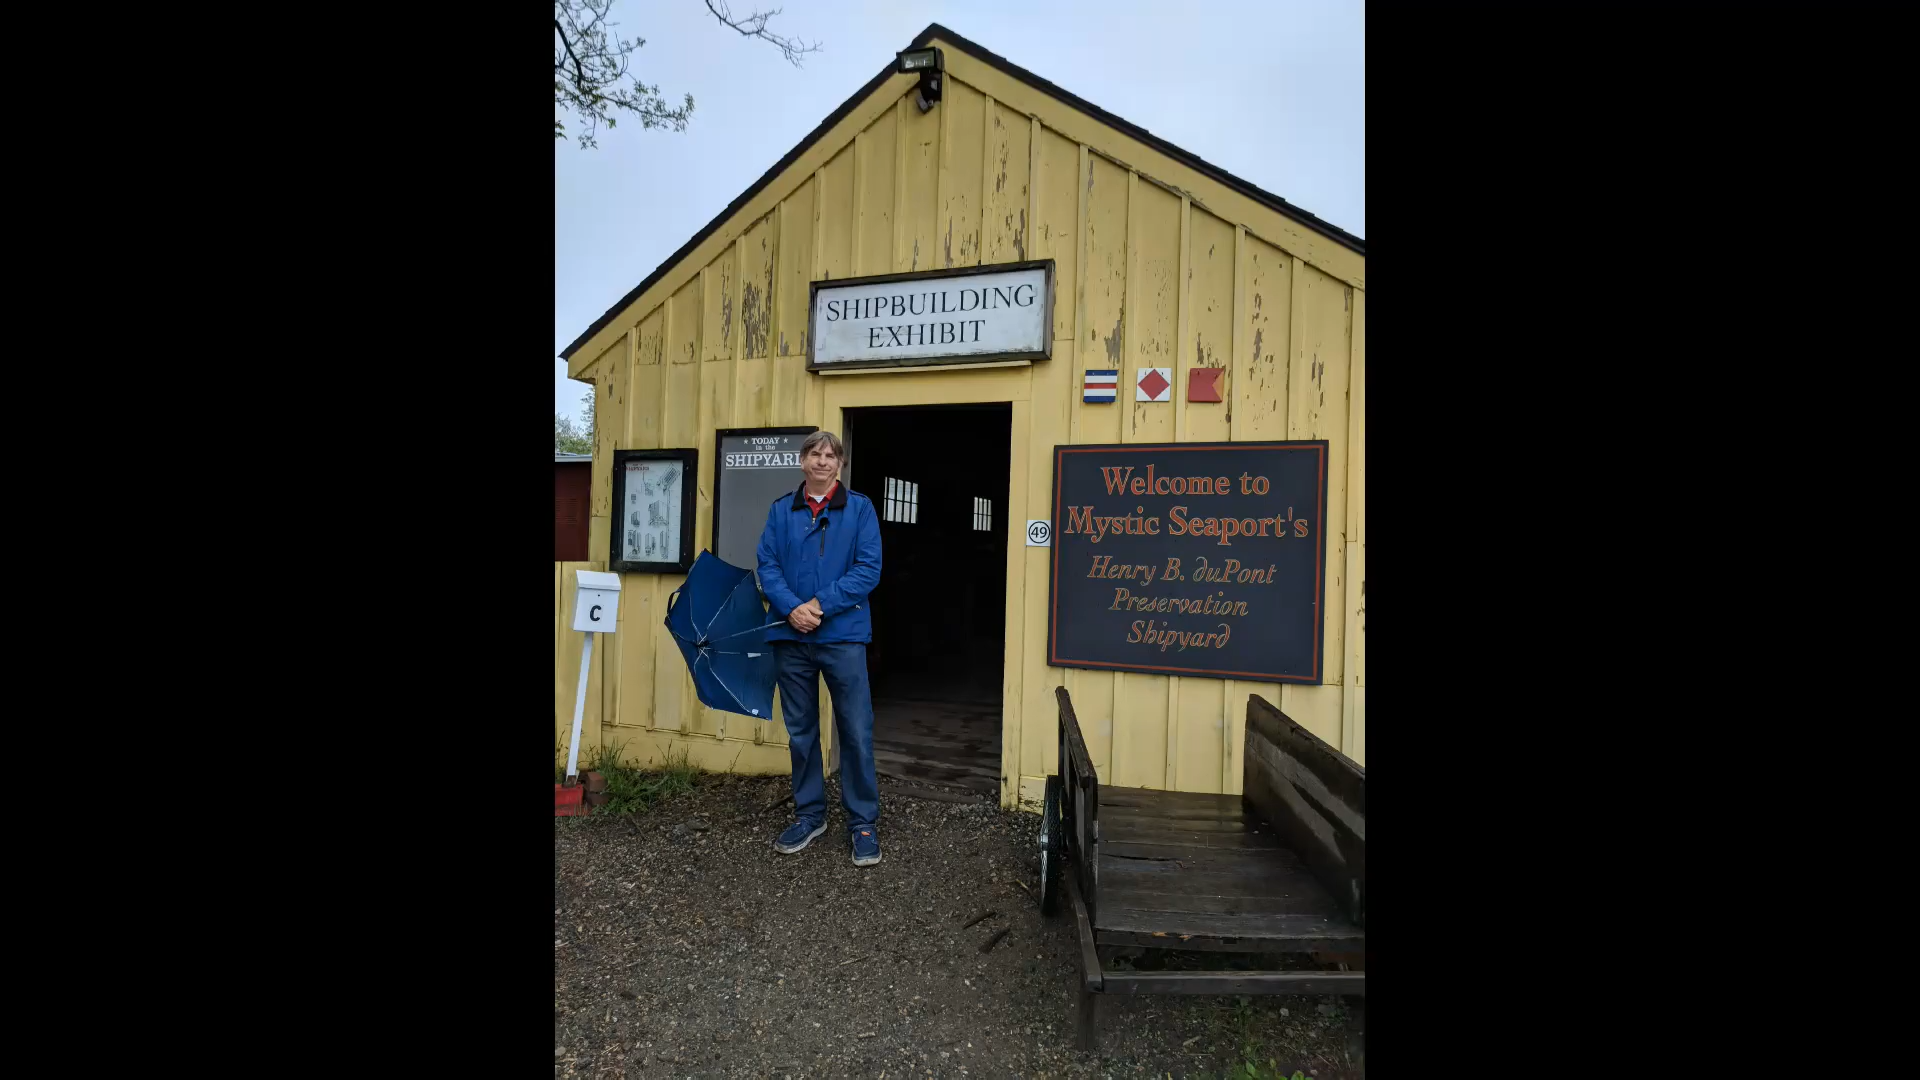 SHIPBUILDING
EXHIBIT
★ TODAY ★
in the
SHIPYARD
C
49
Welcome to
Mystic Seaport's
Henry B. duPont
Preservation
Shipyard